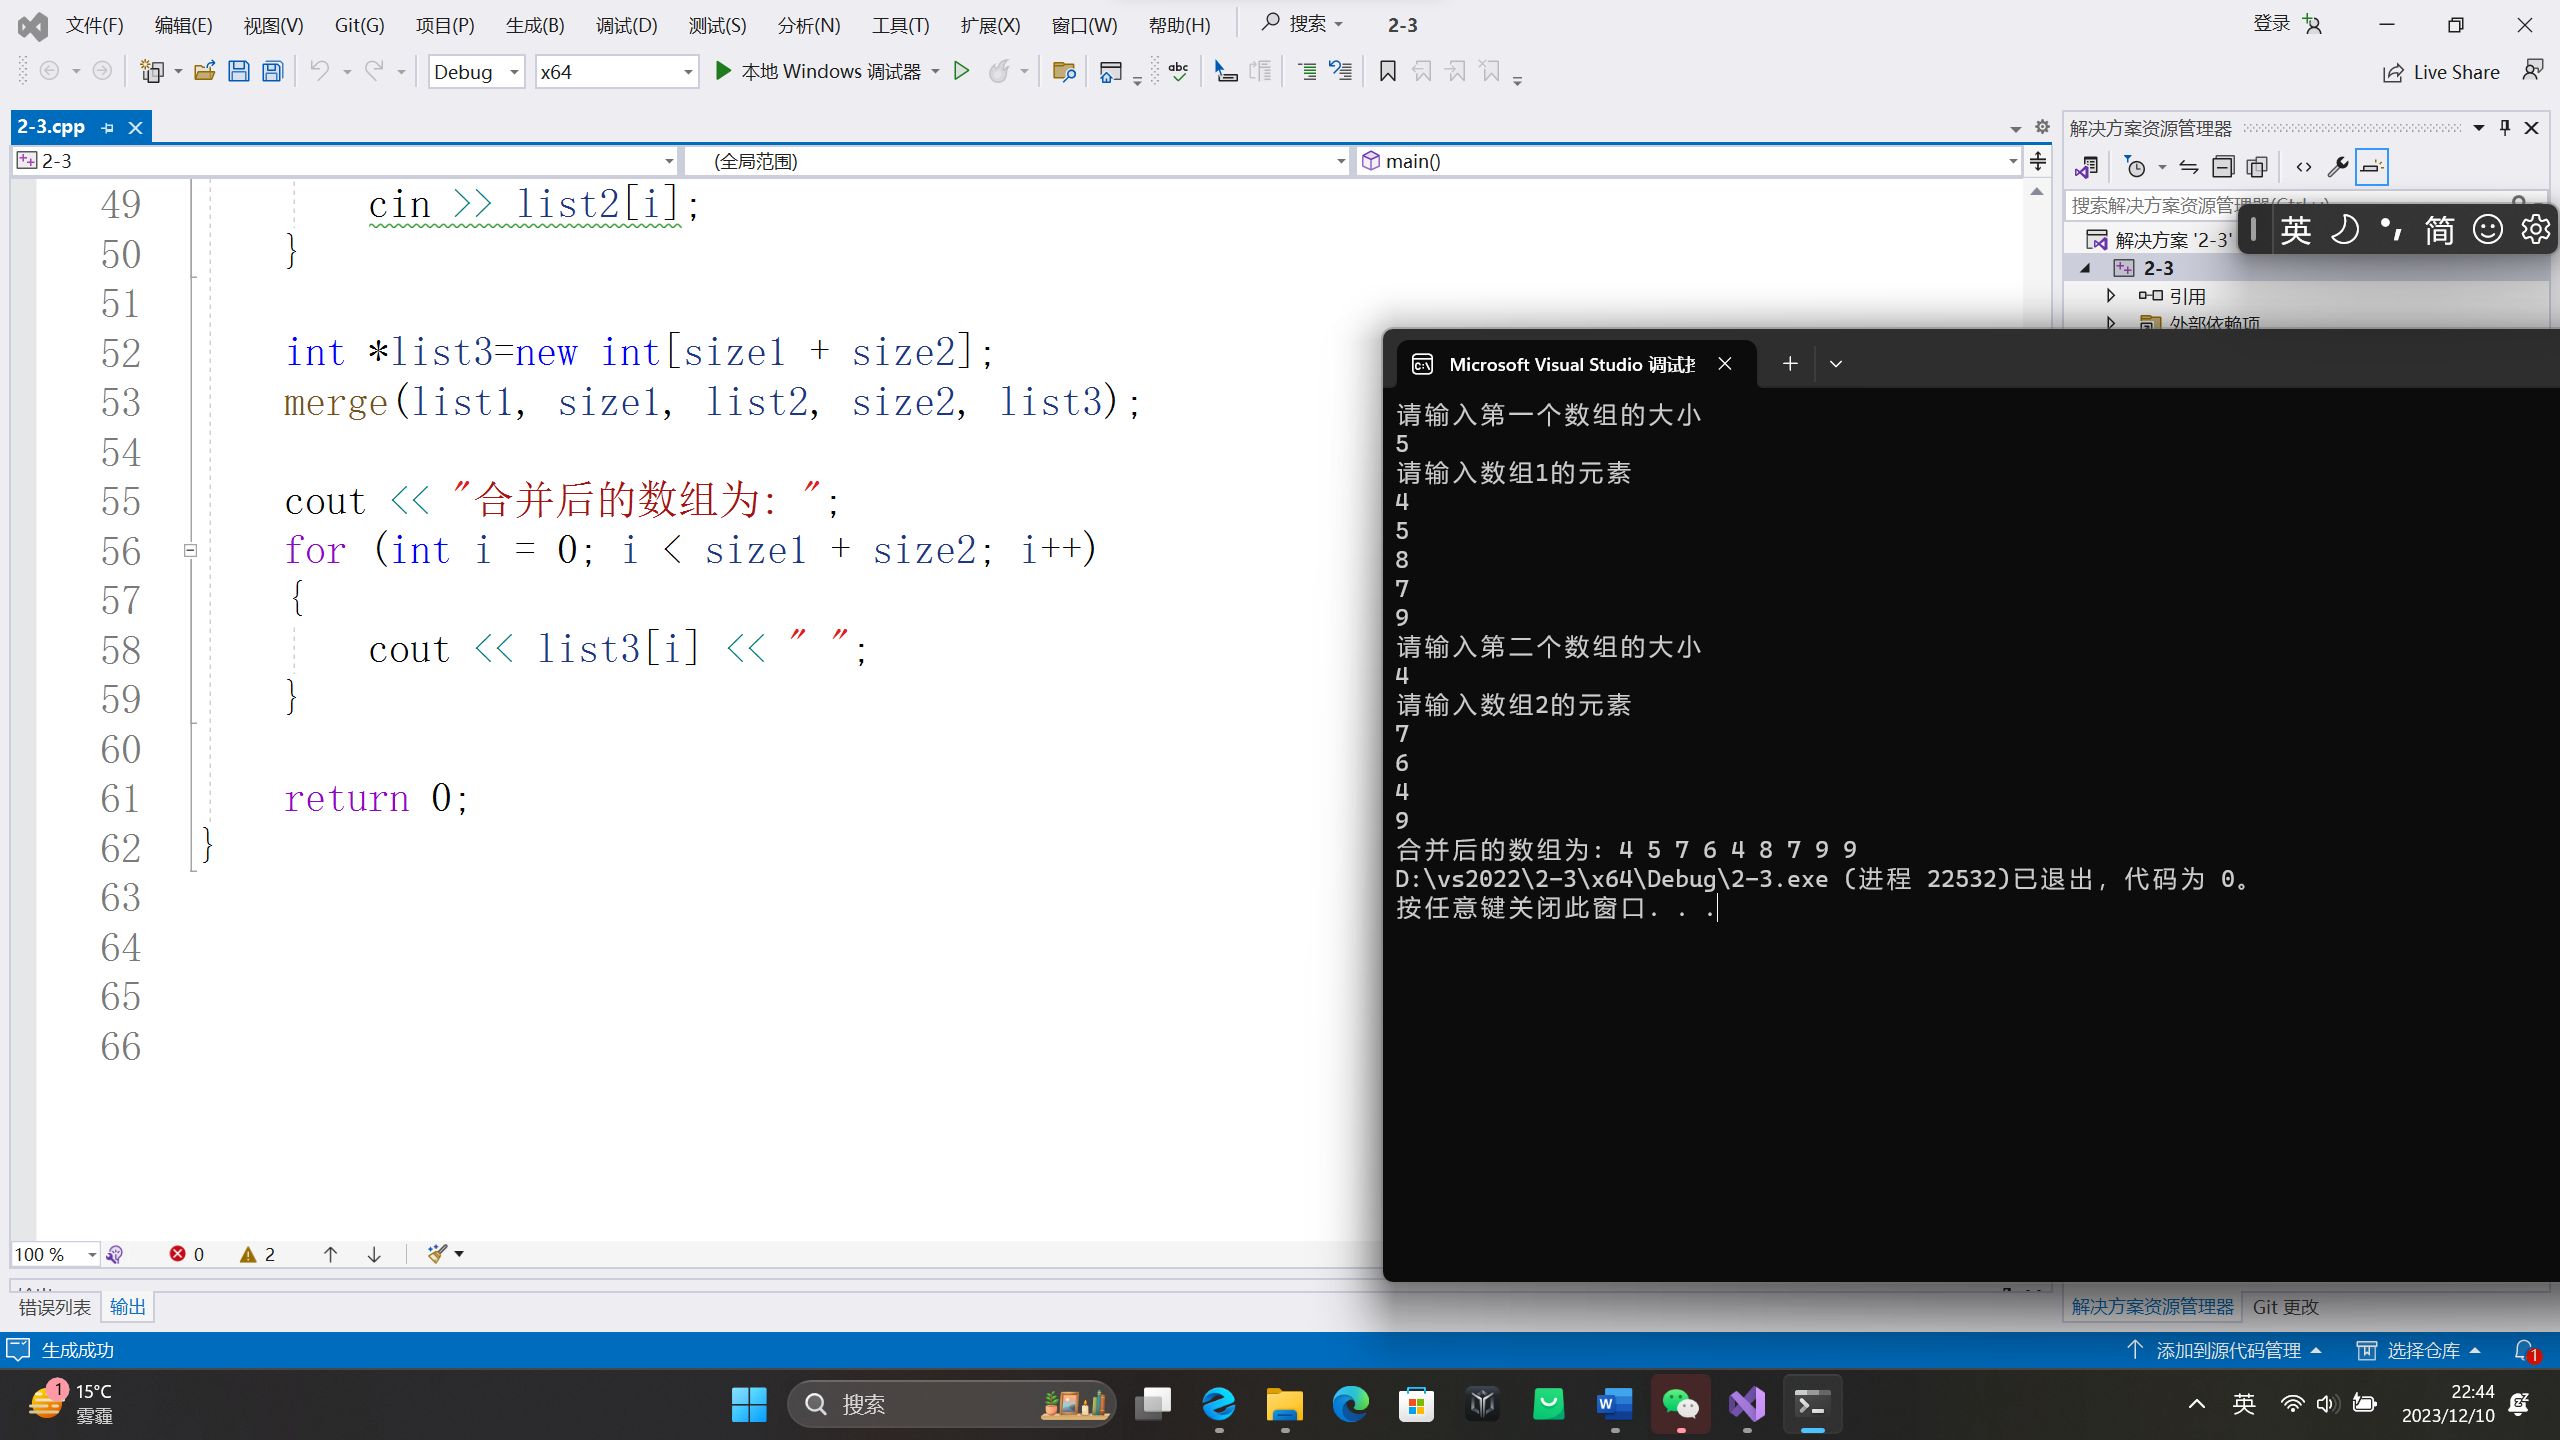 文件(F) 编辑(E) 视图(V) Git(G) 项目(P) 生成(B) 调试(D) 测试(S) 分析(N) 工具(T) 扩展(X) 窗口(W) 帮助(H) 搜索 2-3 登录
Debug x64 本地 Windows 调试器 Live Share
2-3.cpp
2-3 (全局范围) main()
49 cin >> list2[i];
50 }
51
52 int *list3=new int[size1 + size2];
53 merge(list1, size1, list2, size2, list3);
54
55 cout << "合并后的数组为: ";
56 for (int i = 0; i < size1 + size2; i++)
57 {
58 cout << list3[i] << " ";
59 }
60
61 return 0;
62 }
63
64
65
66
100 % 0 2
错误列表 输出
解决方案资源管理器
搜索解决方案资源管理器(Ctrl+;)
英 简
解决方案 '2-3'
2-3
引用
外部依赖项
Microsoft Visual Studio 调试
请输入第一个数组的大小
5
请输入数组1的元素
4
5
8
7
9
请输入第二个数组的大小
4
请输入数组2的元素
7
6
4
9
合并后的数组为: 4 5 7 6 4 8 7 9 9
D:\vs2022\2-3\x64\Debug\2-3.exe (进程 22532)已退出, 代码为 0。
按任意键关闭此窗口. . .
解决方案资源管理器 Git 更改
生成成功 添加到源代码管理 选择仓库 1
1 15°C
雾霾
搜索
英
22:44
2023/12/10